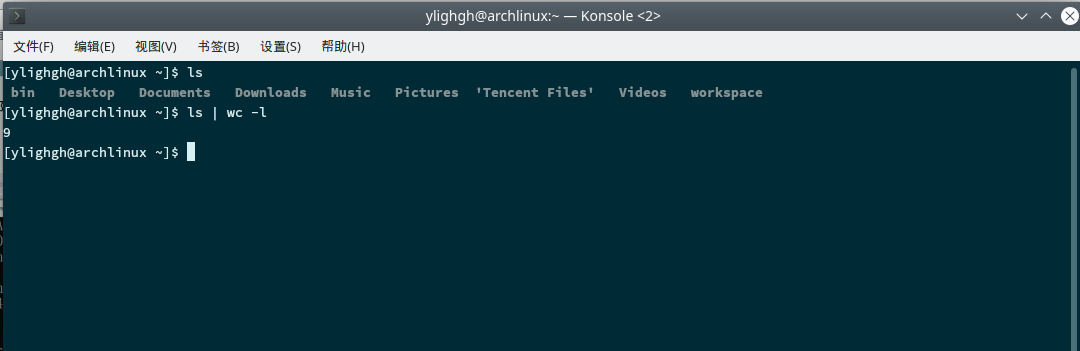 ylighgh@archlinux:~ — Konsole <2>
文件(F) 编辑(E) 视图(V) 书签(B) 设置(S) 帮助(H)
[ylighgh@archlinux ~]$ ls
bin Desktop Documents Downloads Music Pictures 'Tencent Files' Videos workspace
[ylighgh@archlinux ~]$ ls | wc -l
9
[ylighgh@archlinux ~]$